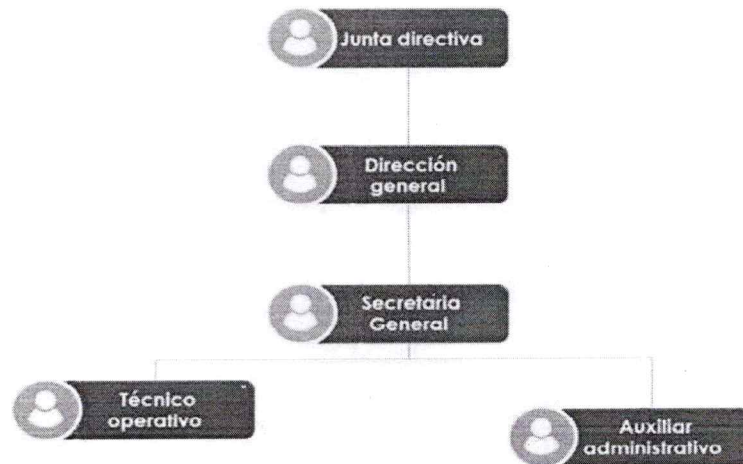 Junta directiva
Dirección
general
Secretaria
General
Técnico
operativo
Auxiliar
administrativo